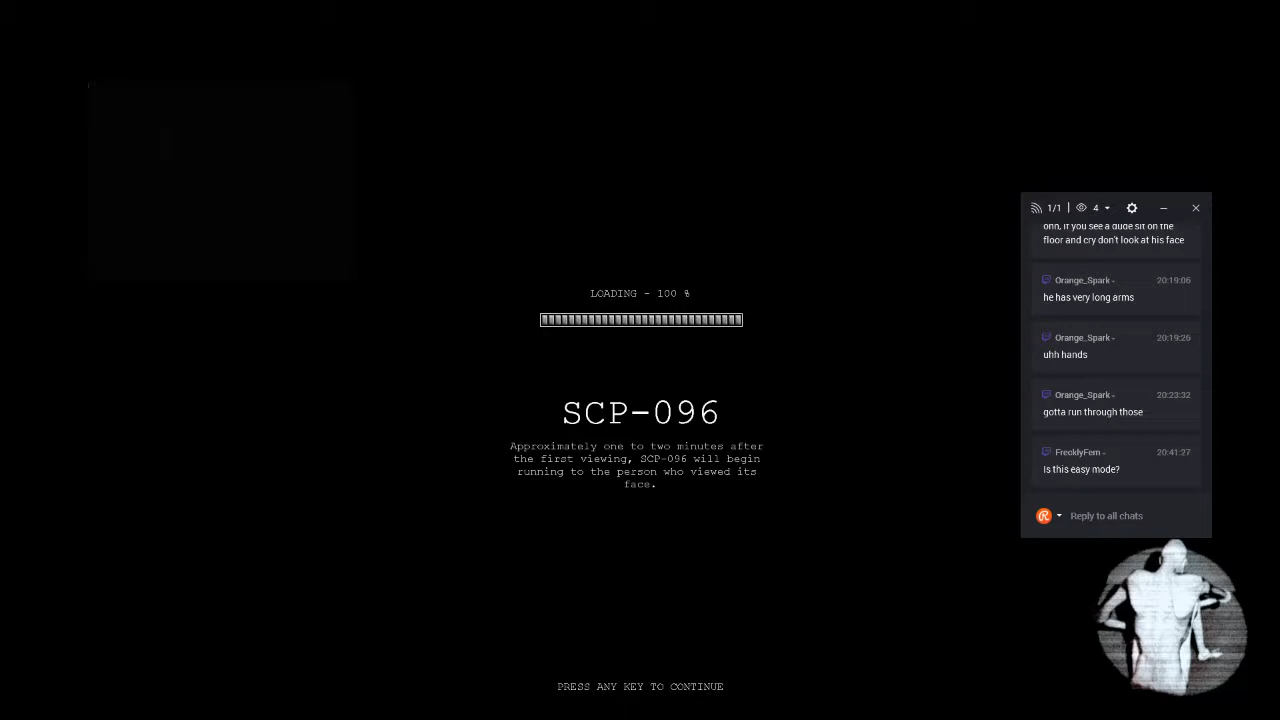 1/1 | 4
ohh, if you see a dude sit on the
floor and cry don't look at his face
Orange_Spark 20:19:06
he has very long arms
Orange_Spark 20:19:26
uhh hands
Orange_Spark 20:23:32
gotta run through those
FrecklyFem 20:41:27
Is this easy mode?
Reply to all chats
LOADING - 100 %
SCP-096
Approximately one to two minutes after
the first viewing, SCP-096 will begin
running to the person who viewed its
face.
PRESS ANY KEY TO CONTINUE